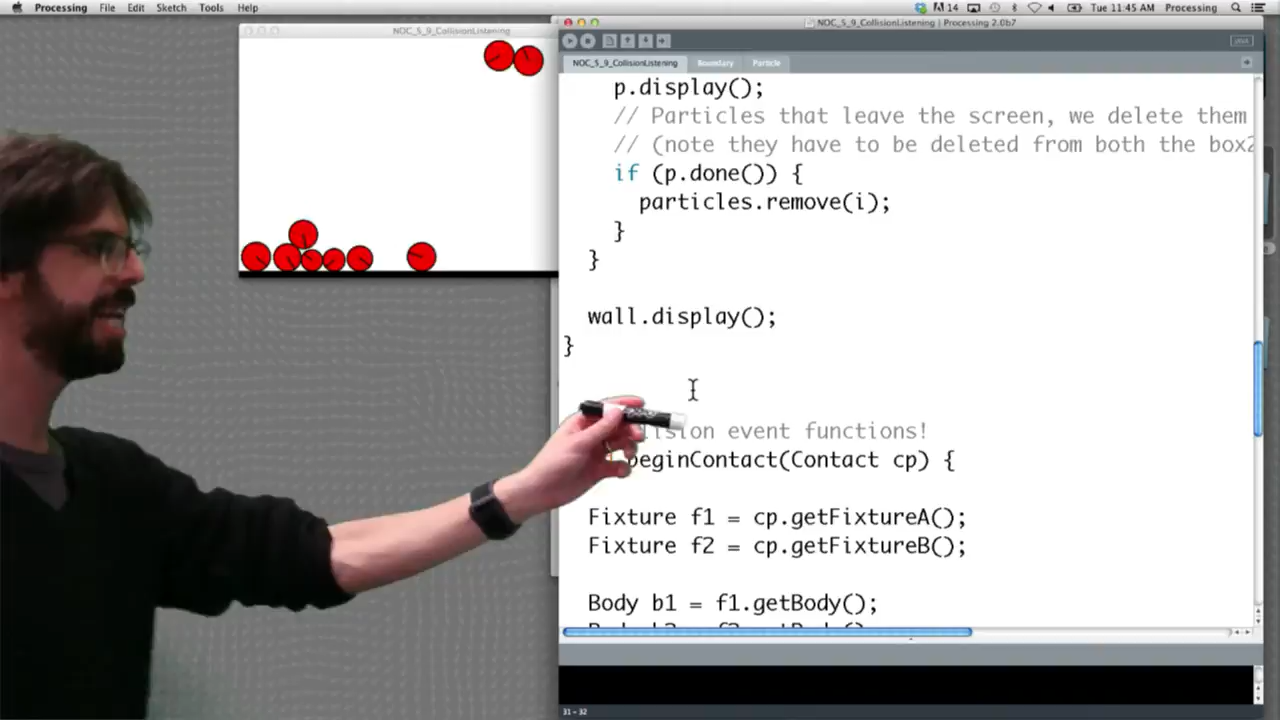 Processing File Edit Sketch Tools Help
14 Tue 11:45 AM Processing
NOC_5_9_CollisionListening
NOC_5_9_CollisionListening | Processing 2.0b7
NOC_5_9_CollisionListening Boundary Particle
p.display();
// Particles that leave the screen, we delete them
// (note they have to be deleted from both the box2
if (p.done()) {
particles.remove(i);
}
}
wall.display();
}
event functions!
beginContact(Contact cp) {
Fixture f1 = cp.getFixtureA();
Fixture f2 = cp.getFixtureB();
Body b1 = f1.getBody();
31 - 32